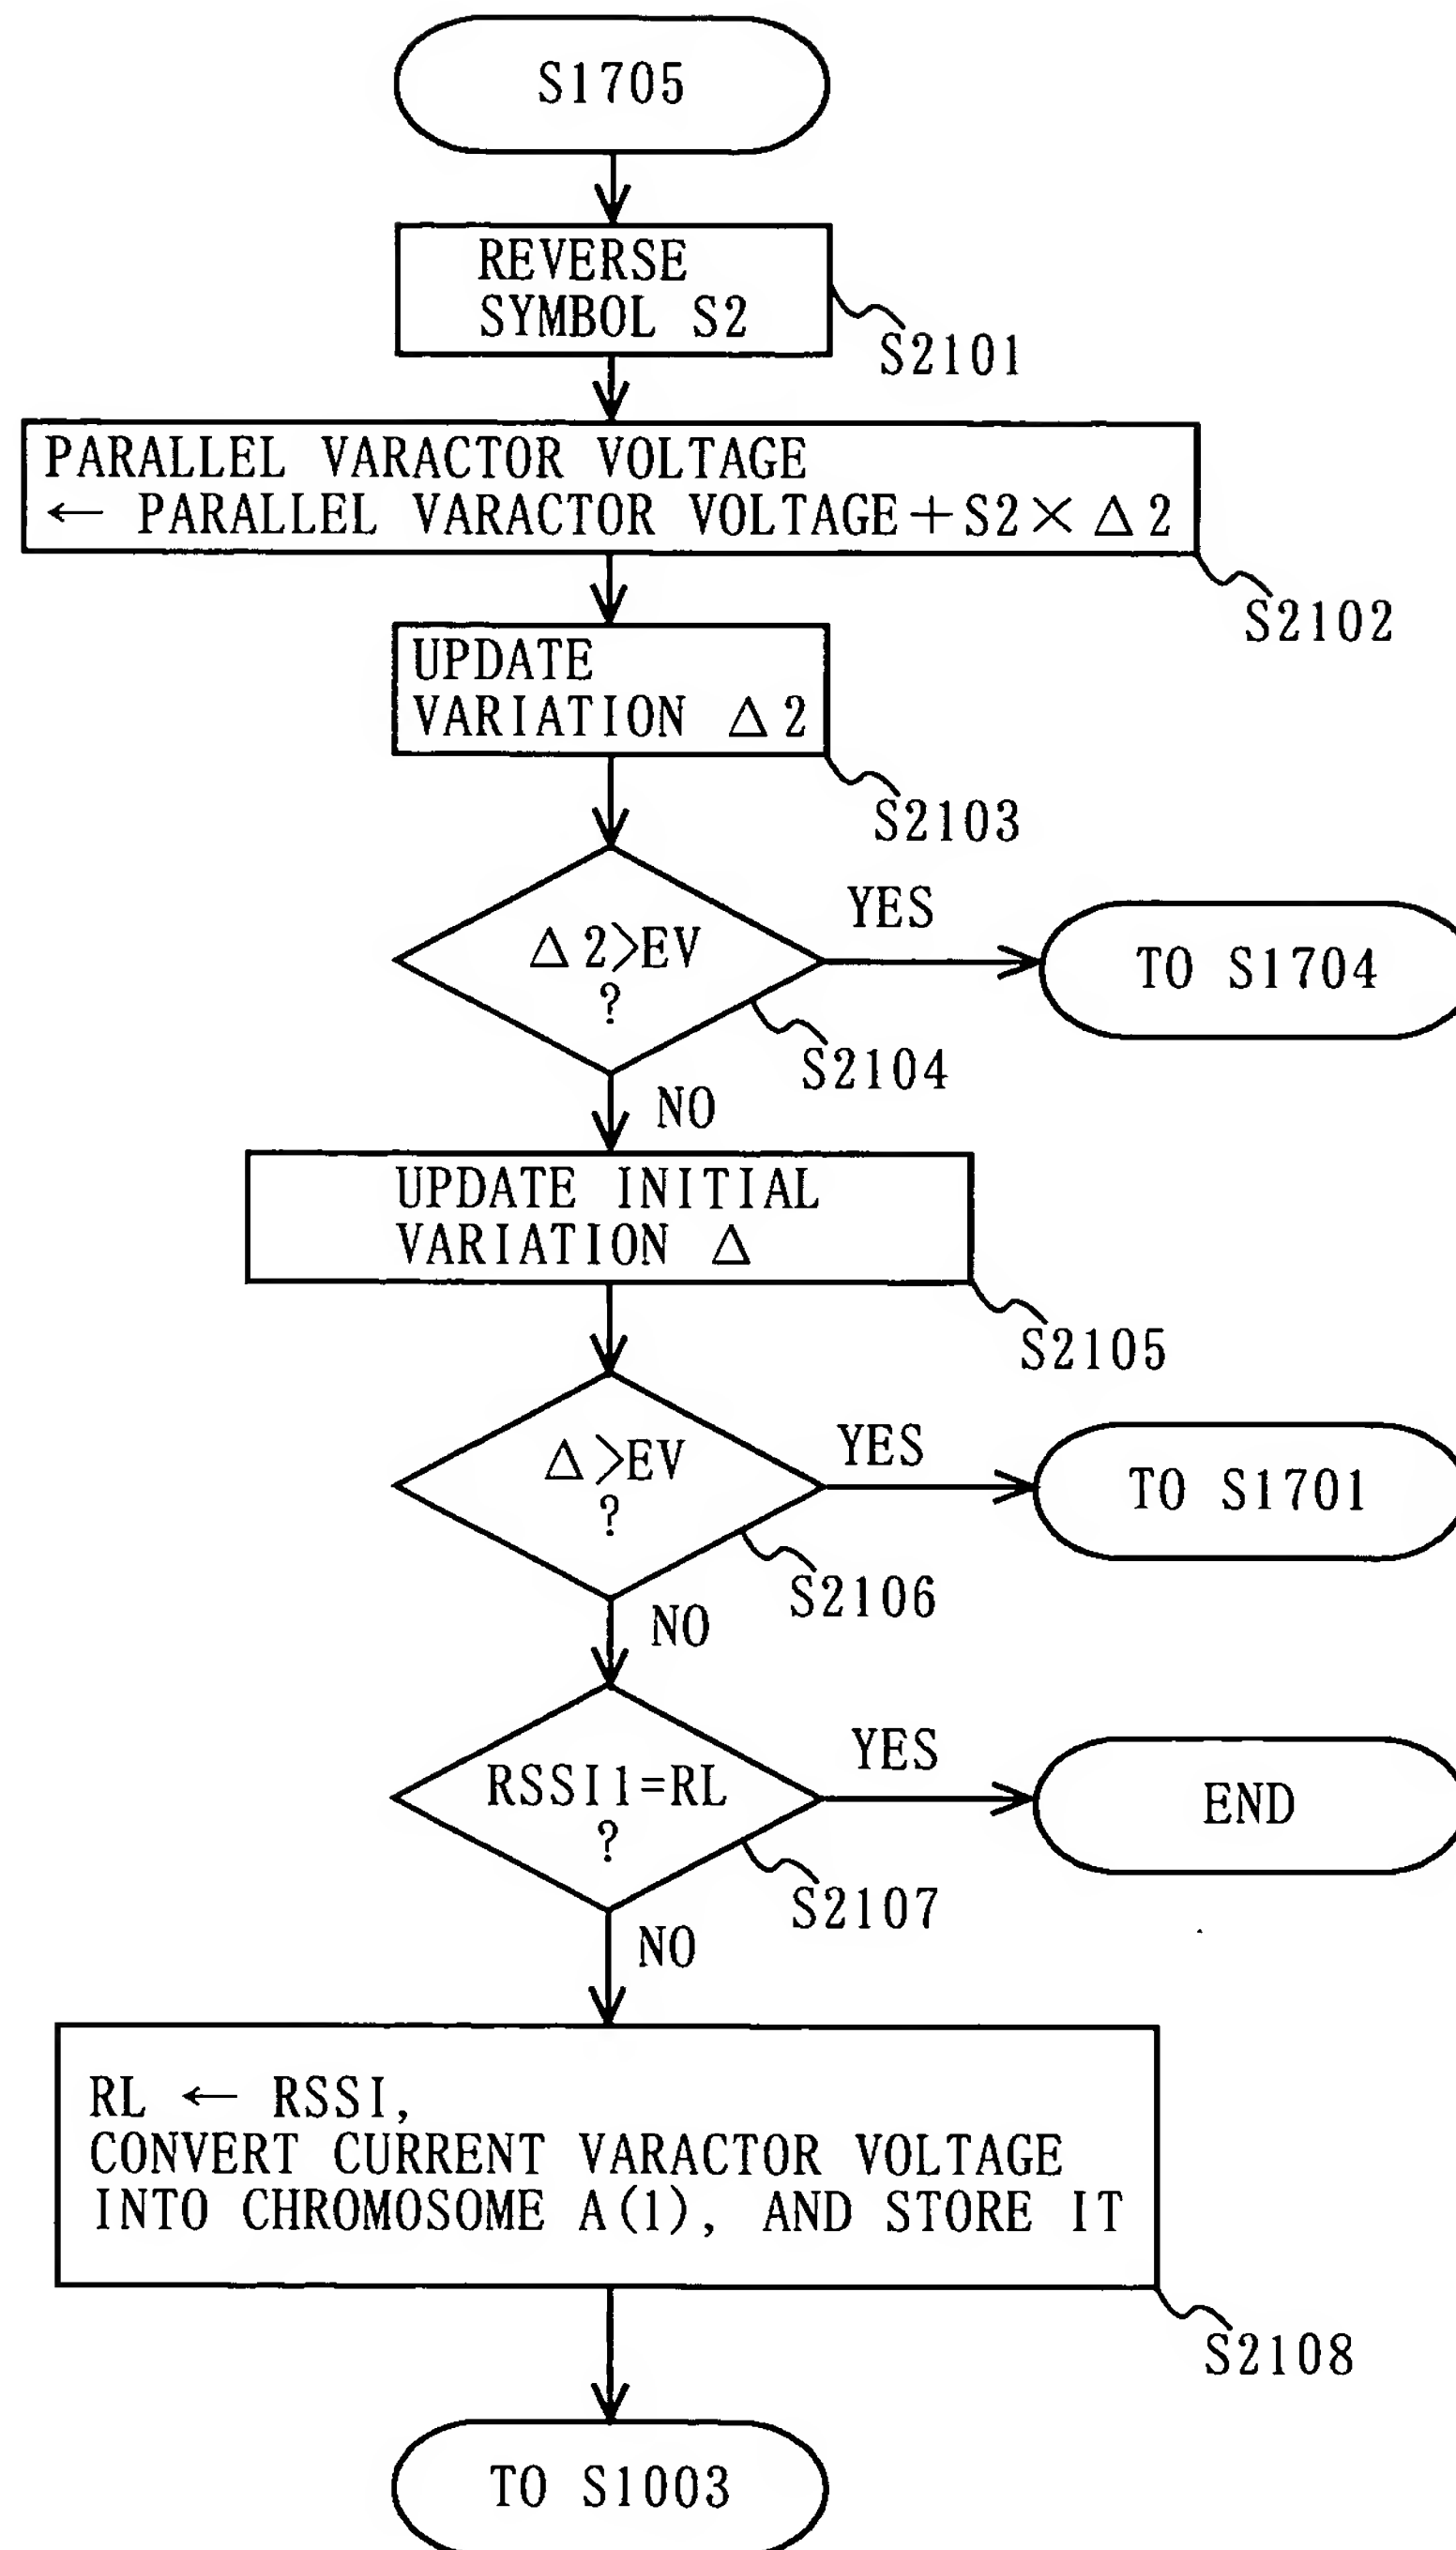 S1705
REVERSE
SYMBOL S2
S2101
PARALLEL VARACTOR VOLTAGE
← PARALLEL VARACTOR VOLTAGE+S2×Δ2
S2102
UPDATE
VARIATION Δ2
S2103
Δ2>EV
?
YES
TO S1704
S2104
NO
UPDATE INITIAL
VARIATION Δ
S2105
Δ>EV
?
YES
TO S1701
S2106
NO
RSSI1=RL
?
YES
END
S2107
NO
RL ← RSSI,
CONVERT CURRENT VARACTOR VOLTAGE
INTO CHROMOSOME A(1), AND STORE IT
S2108
TO S1003